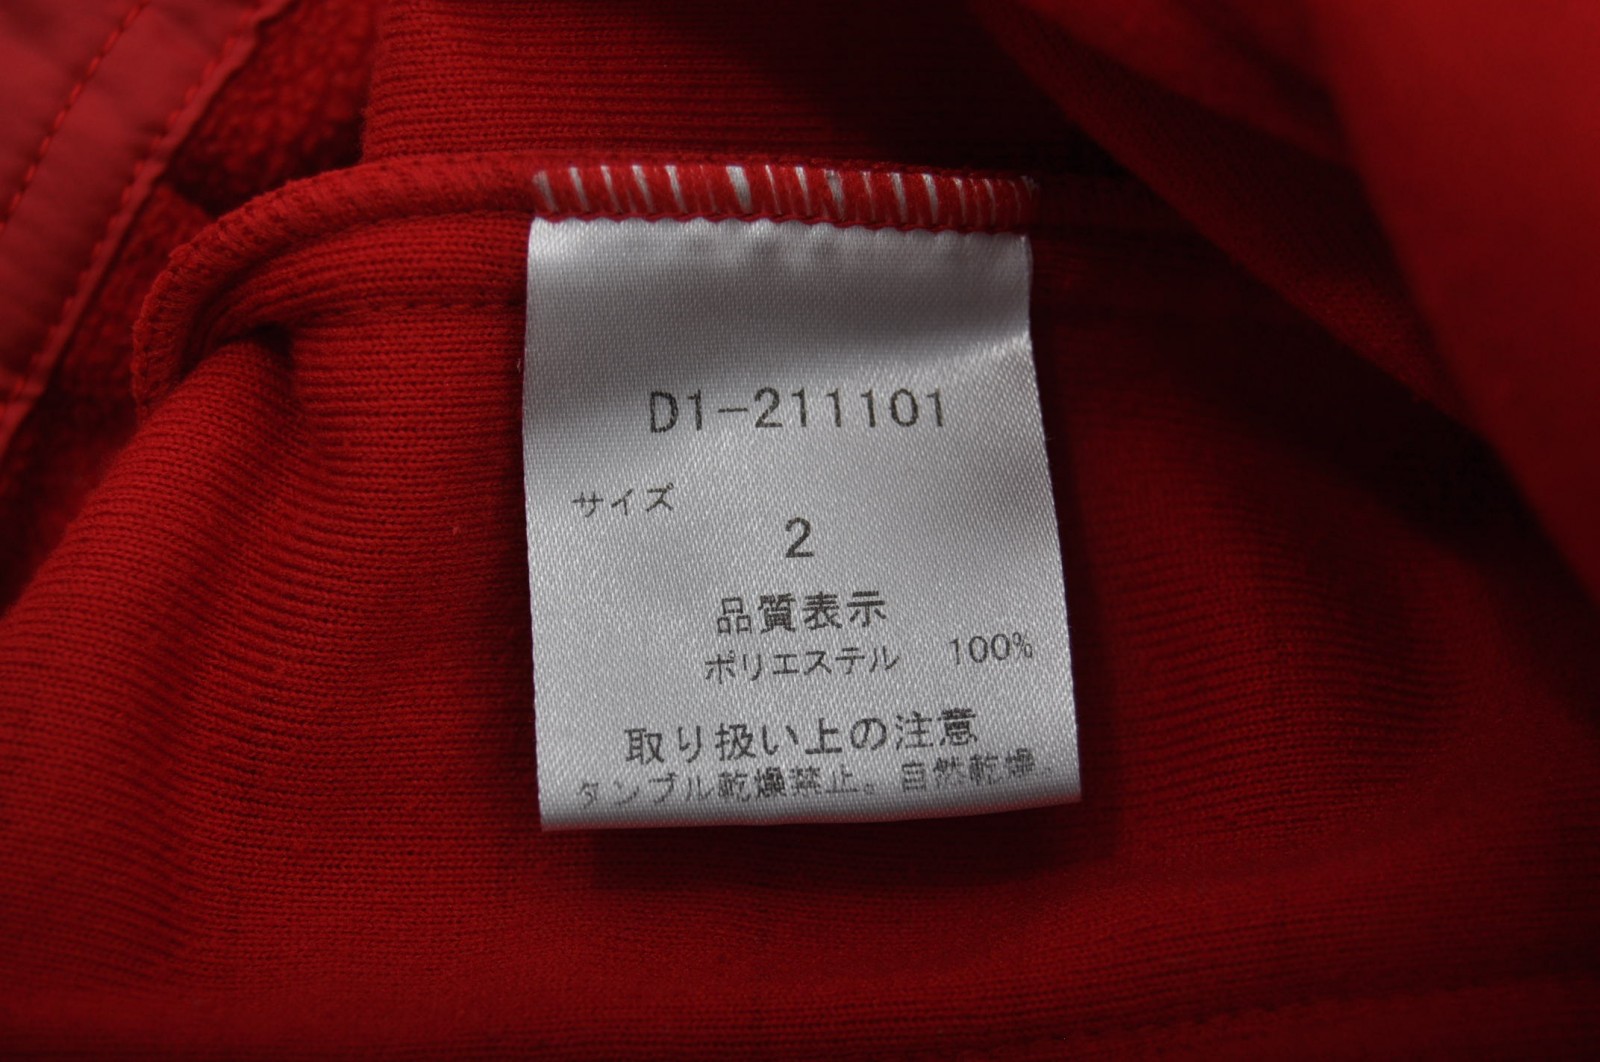 D1-211101
サイズ
2
品質表示
ポリエステル 100%
取り扱い上の注意
タンブル乾燥禁止。自然乾燥